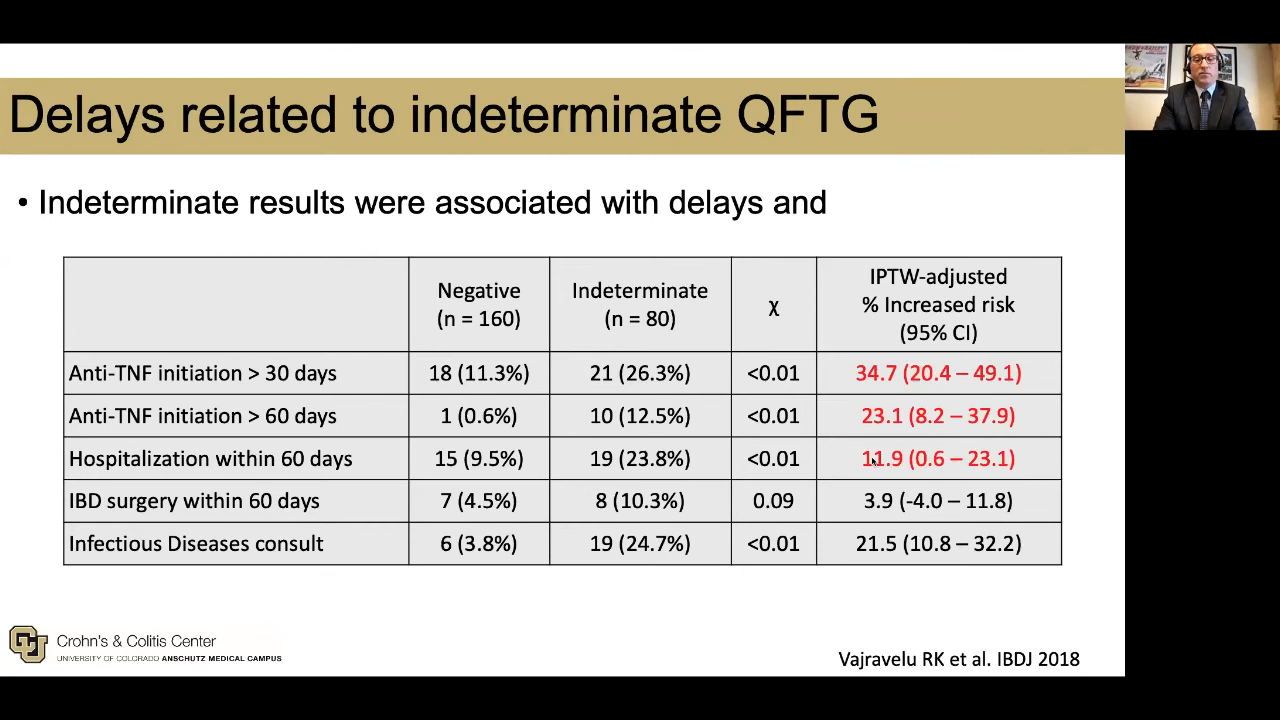 Delays related to indeterminate QFTG
• Indeterminate results were associated with delays and
Negative (n = 160) Indeterminate (n = 80) χ IPTW-adjusted % Increased risk (95% CI)
Anti-TNF initiation > 30 days 18 (11.3%) 21 (26.3%) <0.01 34.7 (20.4 – 49.1)
Anti-TNF initiation > 60 days 1 (0.6%) 10 (12.5%) <0.01 23.1 (8.2 – 37.9)
Hospitalization within 60 days 15 (9.5%) 19 (23.8%) <0.01 11.9 (0.6 – 23.1)
IBD surgery within 60 days 7 (4.5%) 8 (10.3%) 0.09 3.9 (-4.0 – 11.8)
Infectious Diseases consult 6 (3.8%) 19 (24.7%) <0.01 21.5 (10.8 – 32.2)
CU Crohn's & Colitis Center
UNIVERSITY OF COLORADO ANSCHUTZ MEDICAL CAMPUS
Vajravelu RK et al. IBDJ 2018